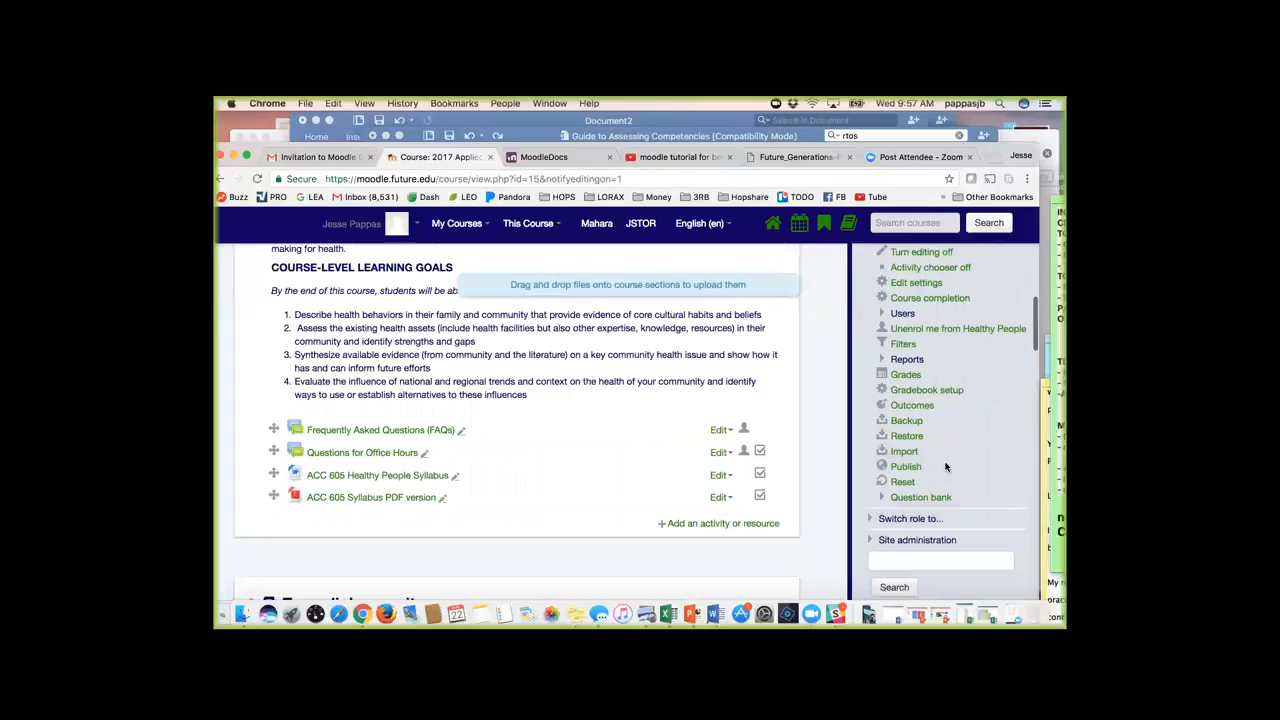 Chrome File Edit View History Bookmarks People Window Help Wed 9:57 AM pappasjb
Document2 Search in Document
Home Guide to Assessing Competencies [Compatibility Mode] rtos
Invitation to Moodle Course: 2017 Applie MoodleDocs moodle tutorial for be Future_Generations- Post Attendee - Zoom Jesse
Secure https://moodle.future.edu/course/view.php?id=15&notifyeditingon=1
Buzz PRO LEA Inbox (8,531) Dash LEO Pandora HOPS LORAX Money 3RB Hopshare TODO FB Tube » Other Bookmarks
Jesse Pappas My Courses This Course Mahara JSTOR English (en) Search courses Search
making for health.
COURSE-LEVEL LEARNING GOALS
Drag and drop files onto course sections to upload them
By the end of this course, students will be ab
1. Describe health behaviors in their family and community that provide evidence of core cultural habits and beliefs
2. Assess the existing health assets (include health facilities but also other expertise, knowledge, resources) in their
community and identify strengths and gaps
3. Synthesize available evidence (from community and the literature) on a key community health issue and show how it
has and can inform future efforts
4. Evaluate the influence of national and regional trends and context on the health of your community and identify
ways to use or establish alternatives to these influences
Frequently Asked Questions (FAQs) Edit
Questions for Office Hours Edit
ACC 605 Healthy People Syllabus Edit
ACC 605 Syllabus PDF version Edit
Add an activity or resource
Turn editing off
Activity chooser off
Edit settings
Course completion
Users
Unenrol me from Healthy People
Filters
Reports
Grades
Gradebook setup
Outcomes
Backup
Restore
Import
Publish
Reset
Question bank
Switch role to...
Site administration
Search
22